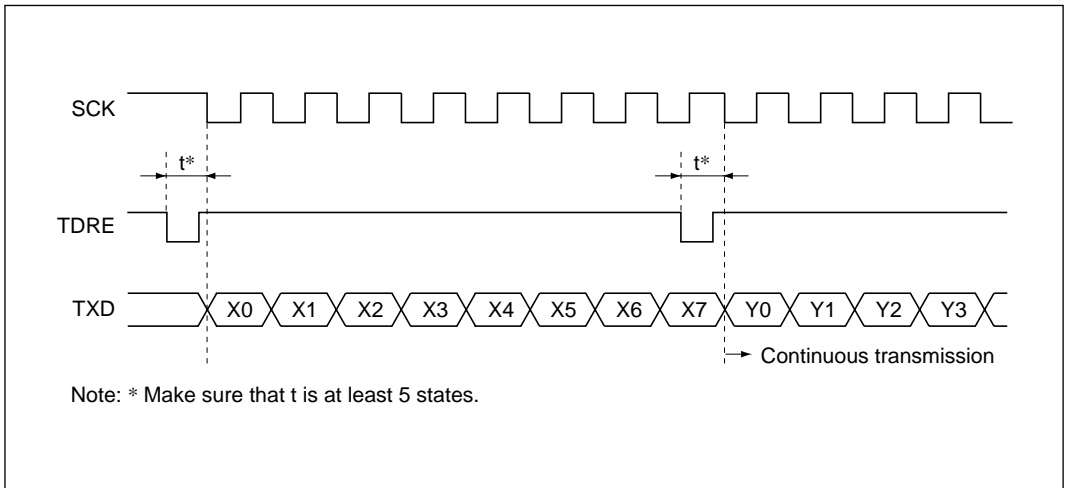 SCK
t* t*
TDRE
TXD X0 X1 X2 X3 X4 X5 X6 X7 Y0 Y1 Y2 Y3
Continuous transmission
Note: * Make sure that t is at least 5 states.